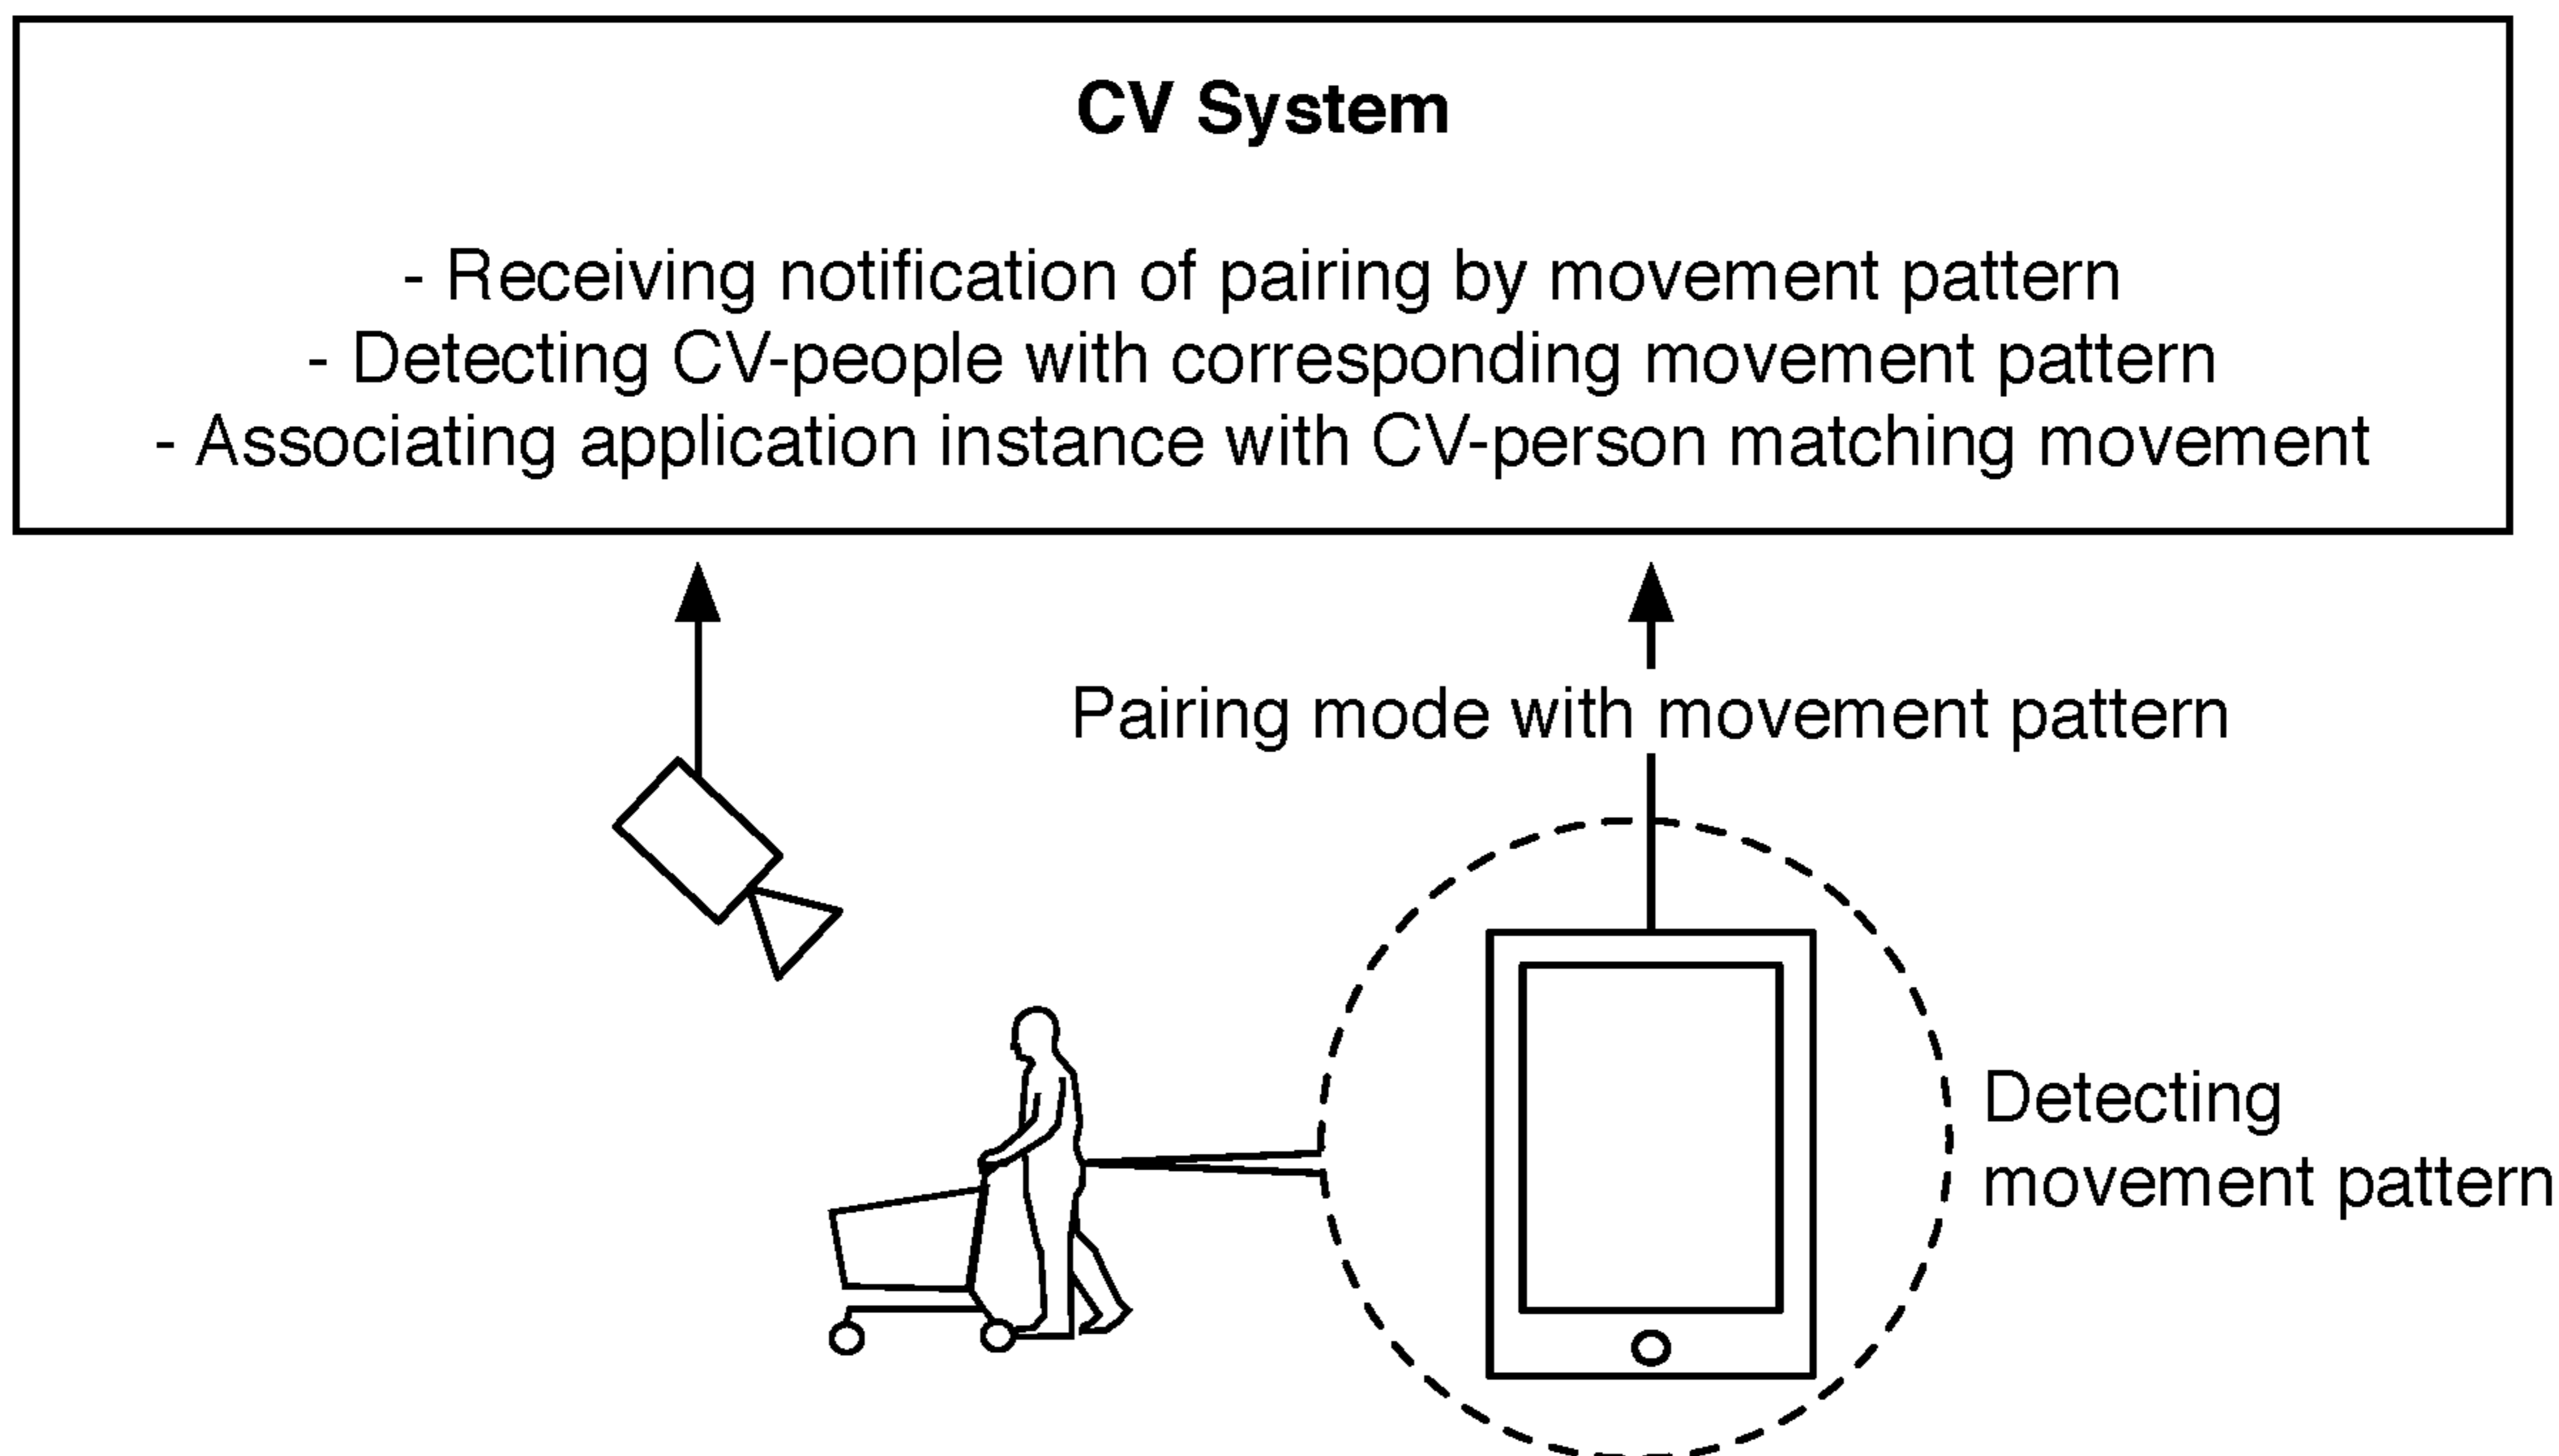 CV System
- Receiving notification of pairing by movement pattern
- Detecting CV-people with corresponding movement pattern
- Associating application instance with CV-person matching movement
Pairing mode with movement pattern
Detecting
movement pattern